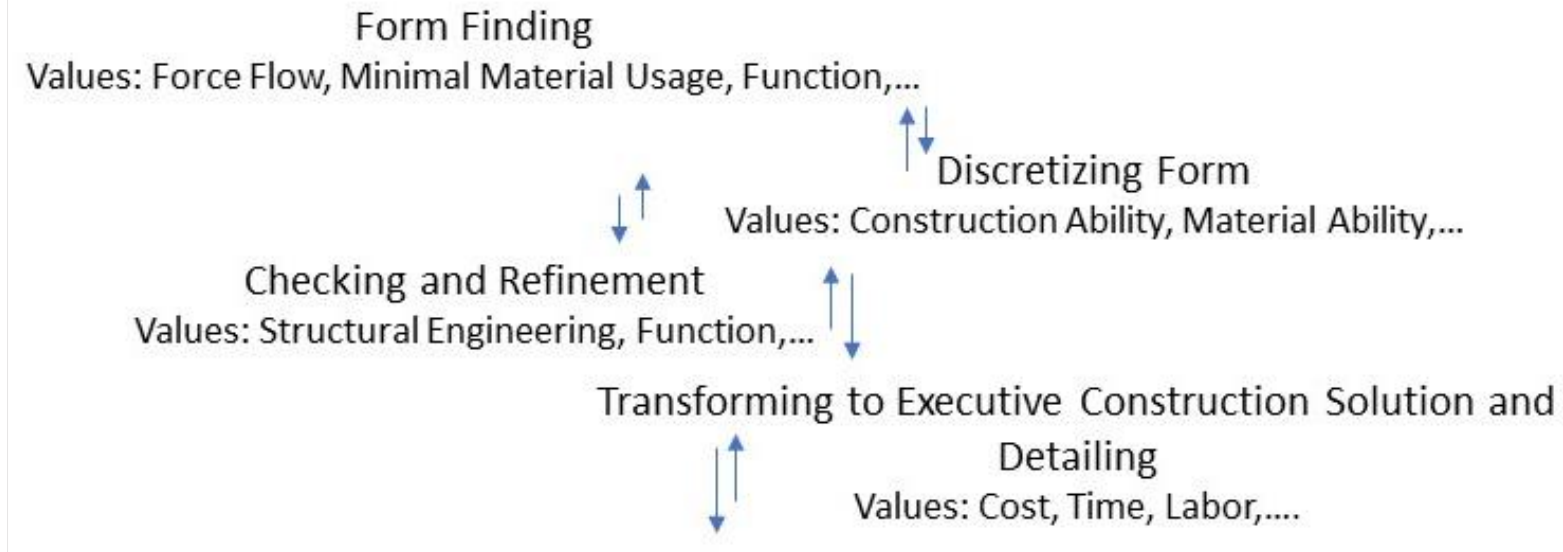 Form Finding
Values: Force Flow, Minimal Material Usage, Function,...
Discretizing Form
Values: Construction Ability, Material Ability,...
Checking and Refinement
Values: Structural Engineering, Function,...
Transforming to Executive Construction Solution and
Detailing
Values: Cost, Time, Labor,....